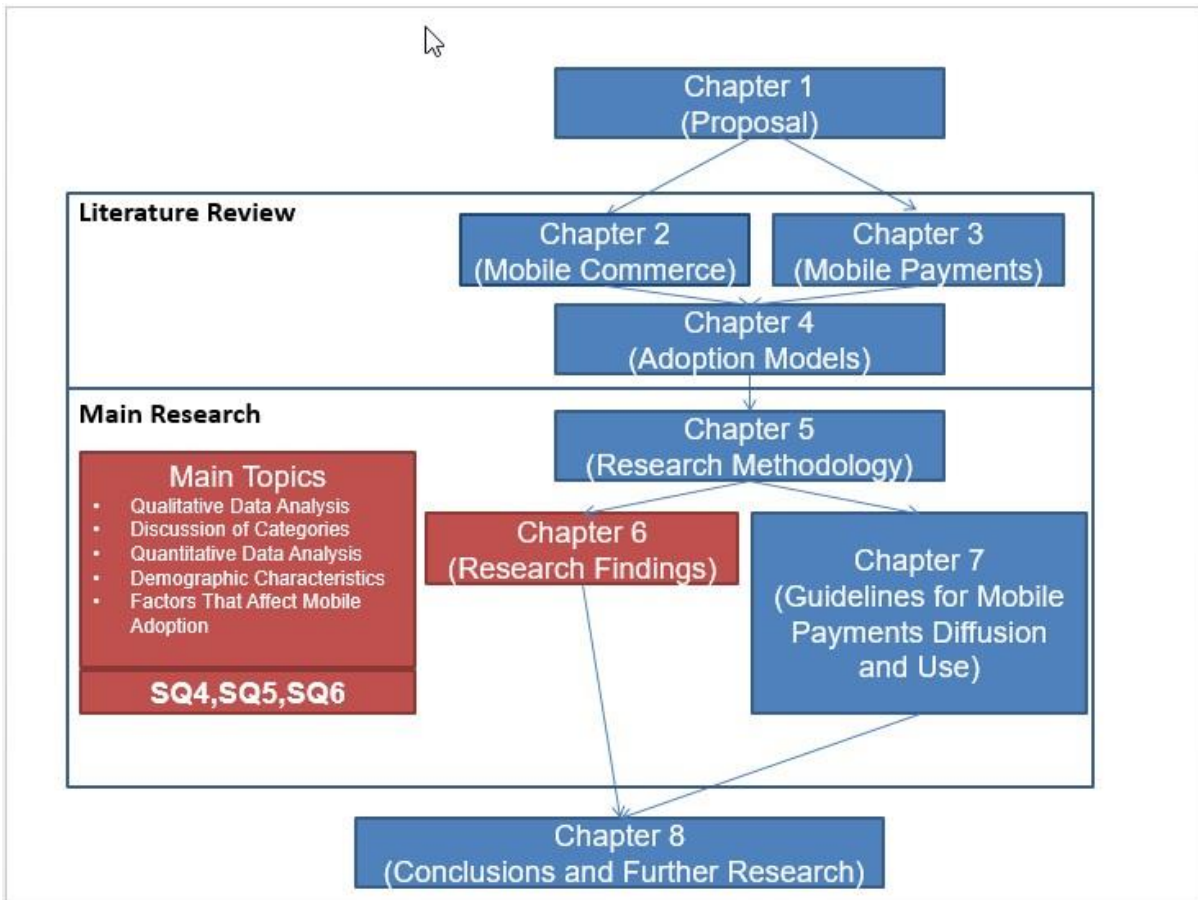 Chapter 1
(Proposal)
Literature Review
Chapter 2
(Mobile Commerce)
Chapter 3
(Mobile Payments)
Chapter 4
(Adoption Models)
Main Research
Chapter 5
(Research Methodology)
Main Topics
• Qualitative Data Analysis
• Discussion of Categories
• Quantitative Data Analysis
• Demographic Characteristics
• Factors That Affect Mobile
Adoption
SQ4,SQ5,SQ6
Chapter 6
(Research Findings)
Chapter 7
(Guidelines for Mobile
Payments Diffusion
and Use)
Chapter 8
(Conclusions and Further Research)